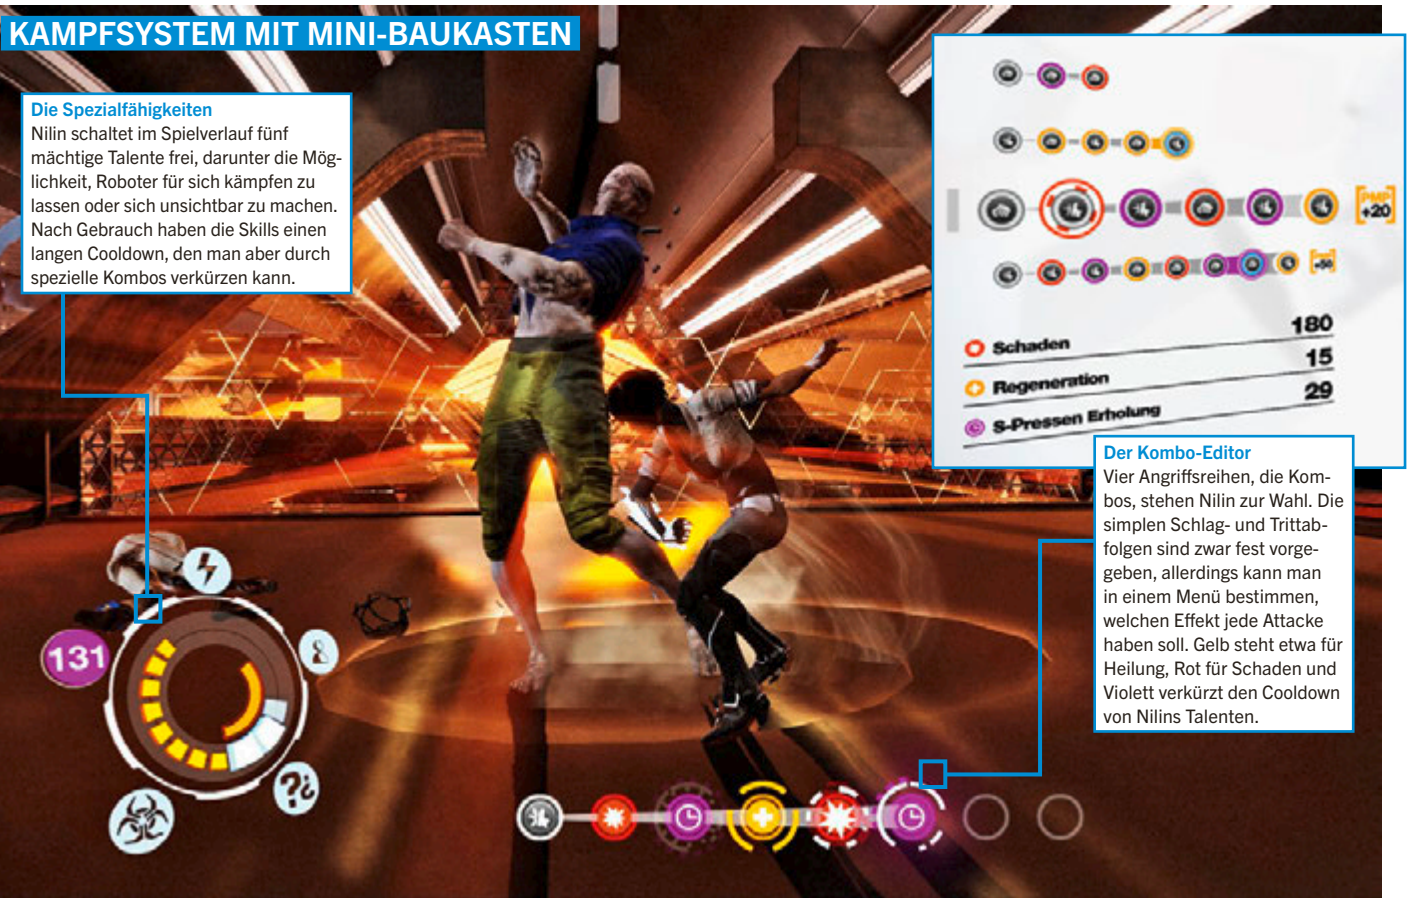 KAMPFSYSTEM MIT MINI-BAUKASTEN
Die Spezialfähigkeiten
Nilin schaltet im Spielverlauf fünf
mächtige Talente frei, darunter die Mög-
lichkeit, Roboter für sich kämpfen zu
lassen oder sich unsichtbar zu machen.
Nach Gebrauch haben die Skills einen
langen Cooldown, den man aber durch
spezielle Kombos verkürzen kann.
PMP
+20
+50
Schaden 180
Regeneration 15
S-Pressen Erholung 29
Der Kombo-Editor
Vier Angriffsreihen, die Kom-
bos, stehen Nilin zur Wahl. Die
simplen Schlag- und Trittab-
folgen sind zwar fest vorge-
geben, allerdings kann man
in einem Menü bestimmen,
welchen Effekt jede Attacke
haben soll. Gelb steht etwa für
Heilung, Rot für Schaden und
Violett verkürzt den Cooldown
von Nilins Talenten.
131
?¿